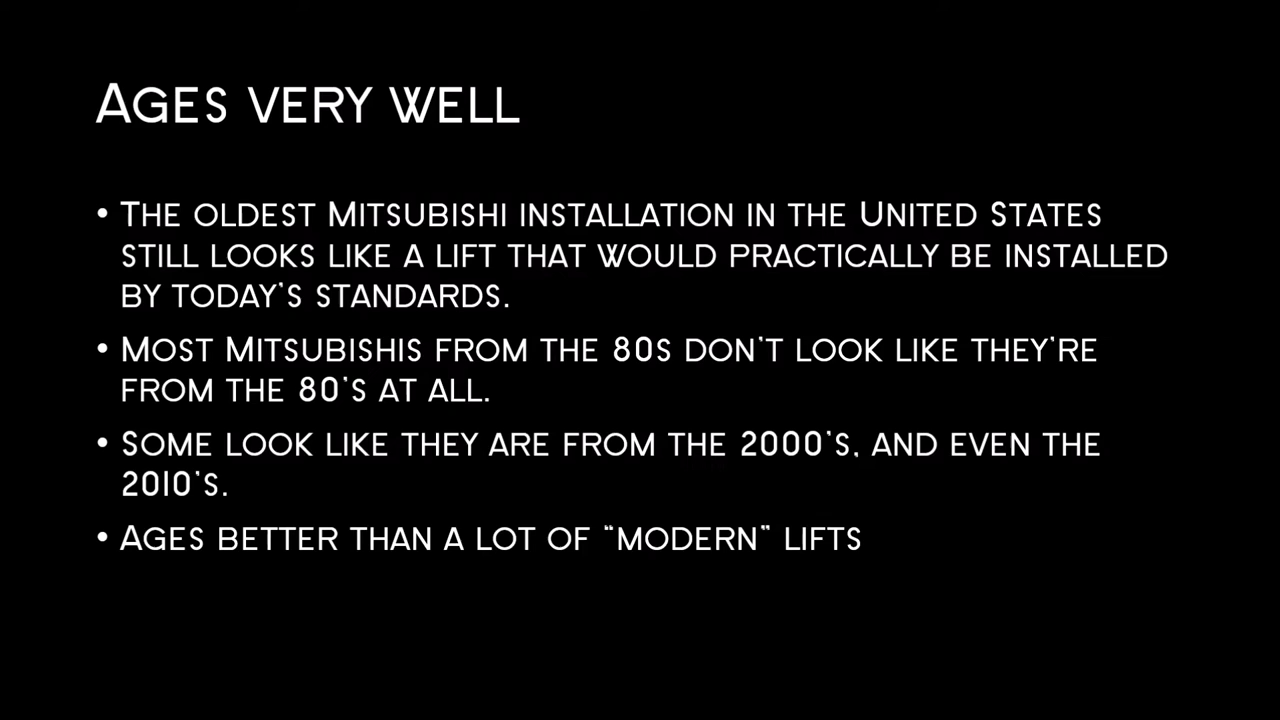 Ages very well
• The oldest Mitsubishi installation in the United States
still looks like a lift that would practically be installed
by today's standards.
• Most Mitsubishis from the 80s don't look like they're
from the 80's at all.
• Some look like they are from the 2000's, and even the
2010's.
• Ages better than a lot of “modern” lifts